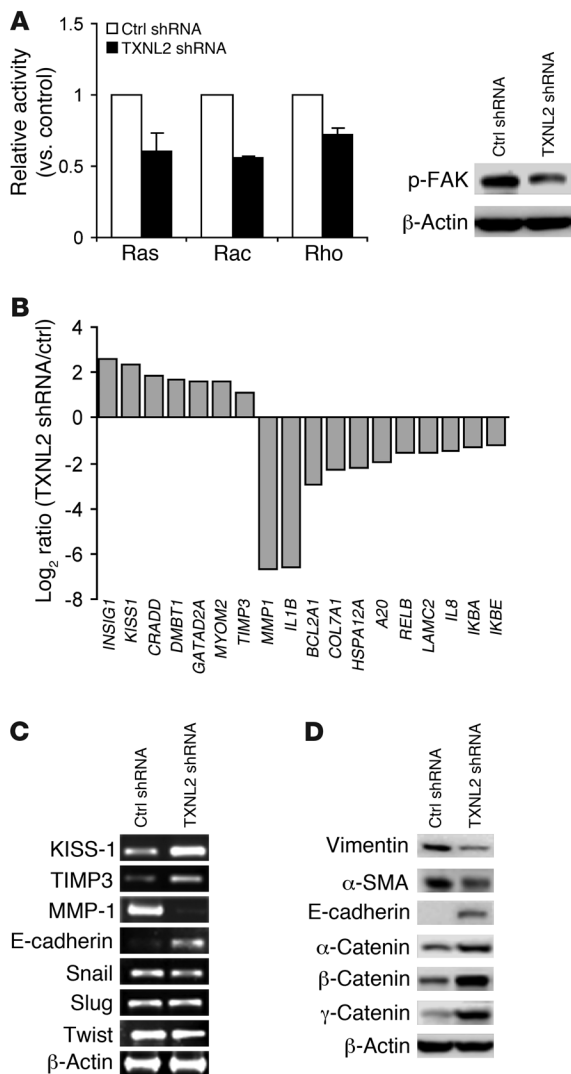 A
Relative activity
(vs. control)
1.5
1
0.5
0
Ctrl shRNA
TXNL2 shRNA
Ras
Rac
Rho
Ctrl shRNA
TXNL2 shRNA
p-FAK
β-Actin
B
Log2 ratio (TXNL2 shRNA/ctrl)
4
2
0
-2
-4
-6
-8
INSIG1
KISS1
CRADD
DMBT1
GATAD2A
MYOM2
TIMP3
MMP1
IL1B
BCL2A1
COL7A1
HSPA12A
A20
RELB
LAMC2
IL8
IKBA
IKBE
C
Ctrl shRNA
TXNL2 shRNA
KISS-1
TIMP3
MMP-1
E-cadherin
Snail
Slug
Twist
β-Actin
D
Ctrl shRNA
TXNL2 shRNA
Vimentin
α-SMA
E-cadherin
α-Catenin
β-Catenin
γ-Catenin
β-Actin